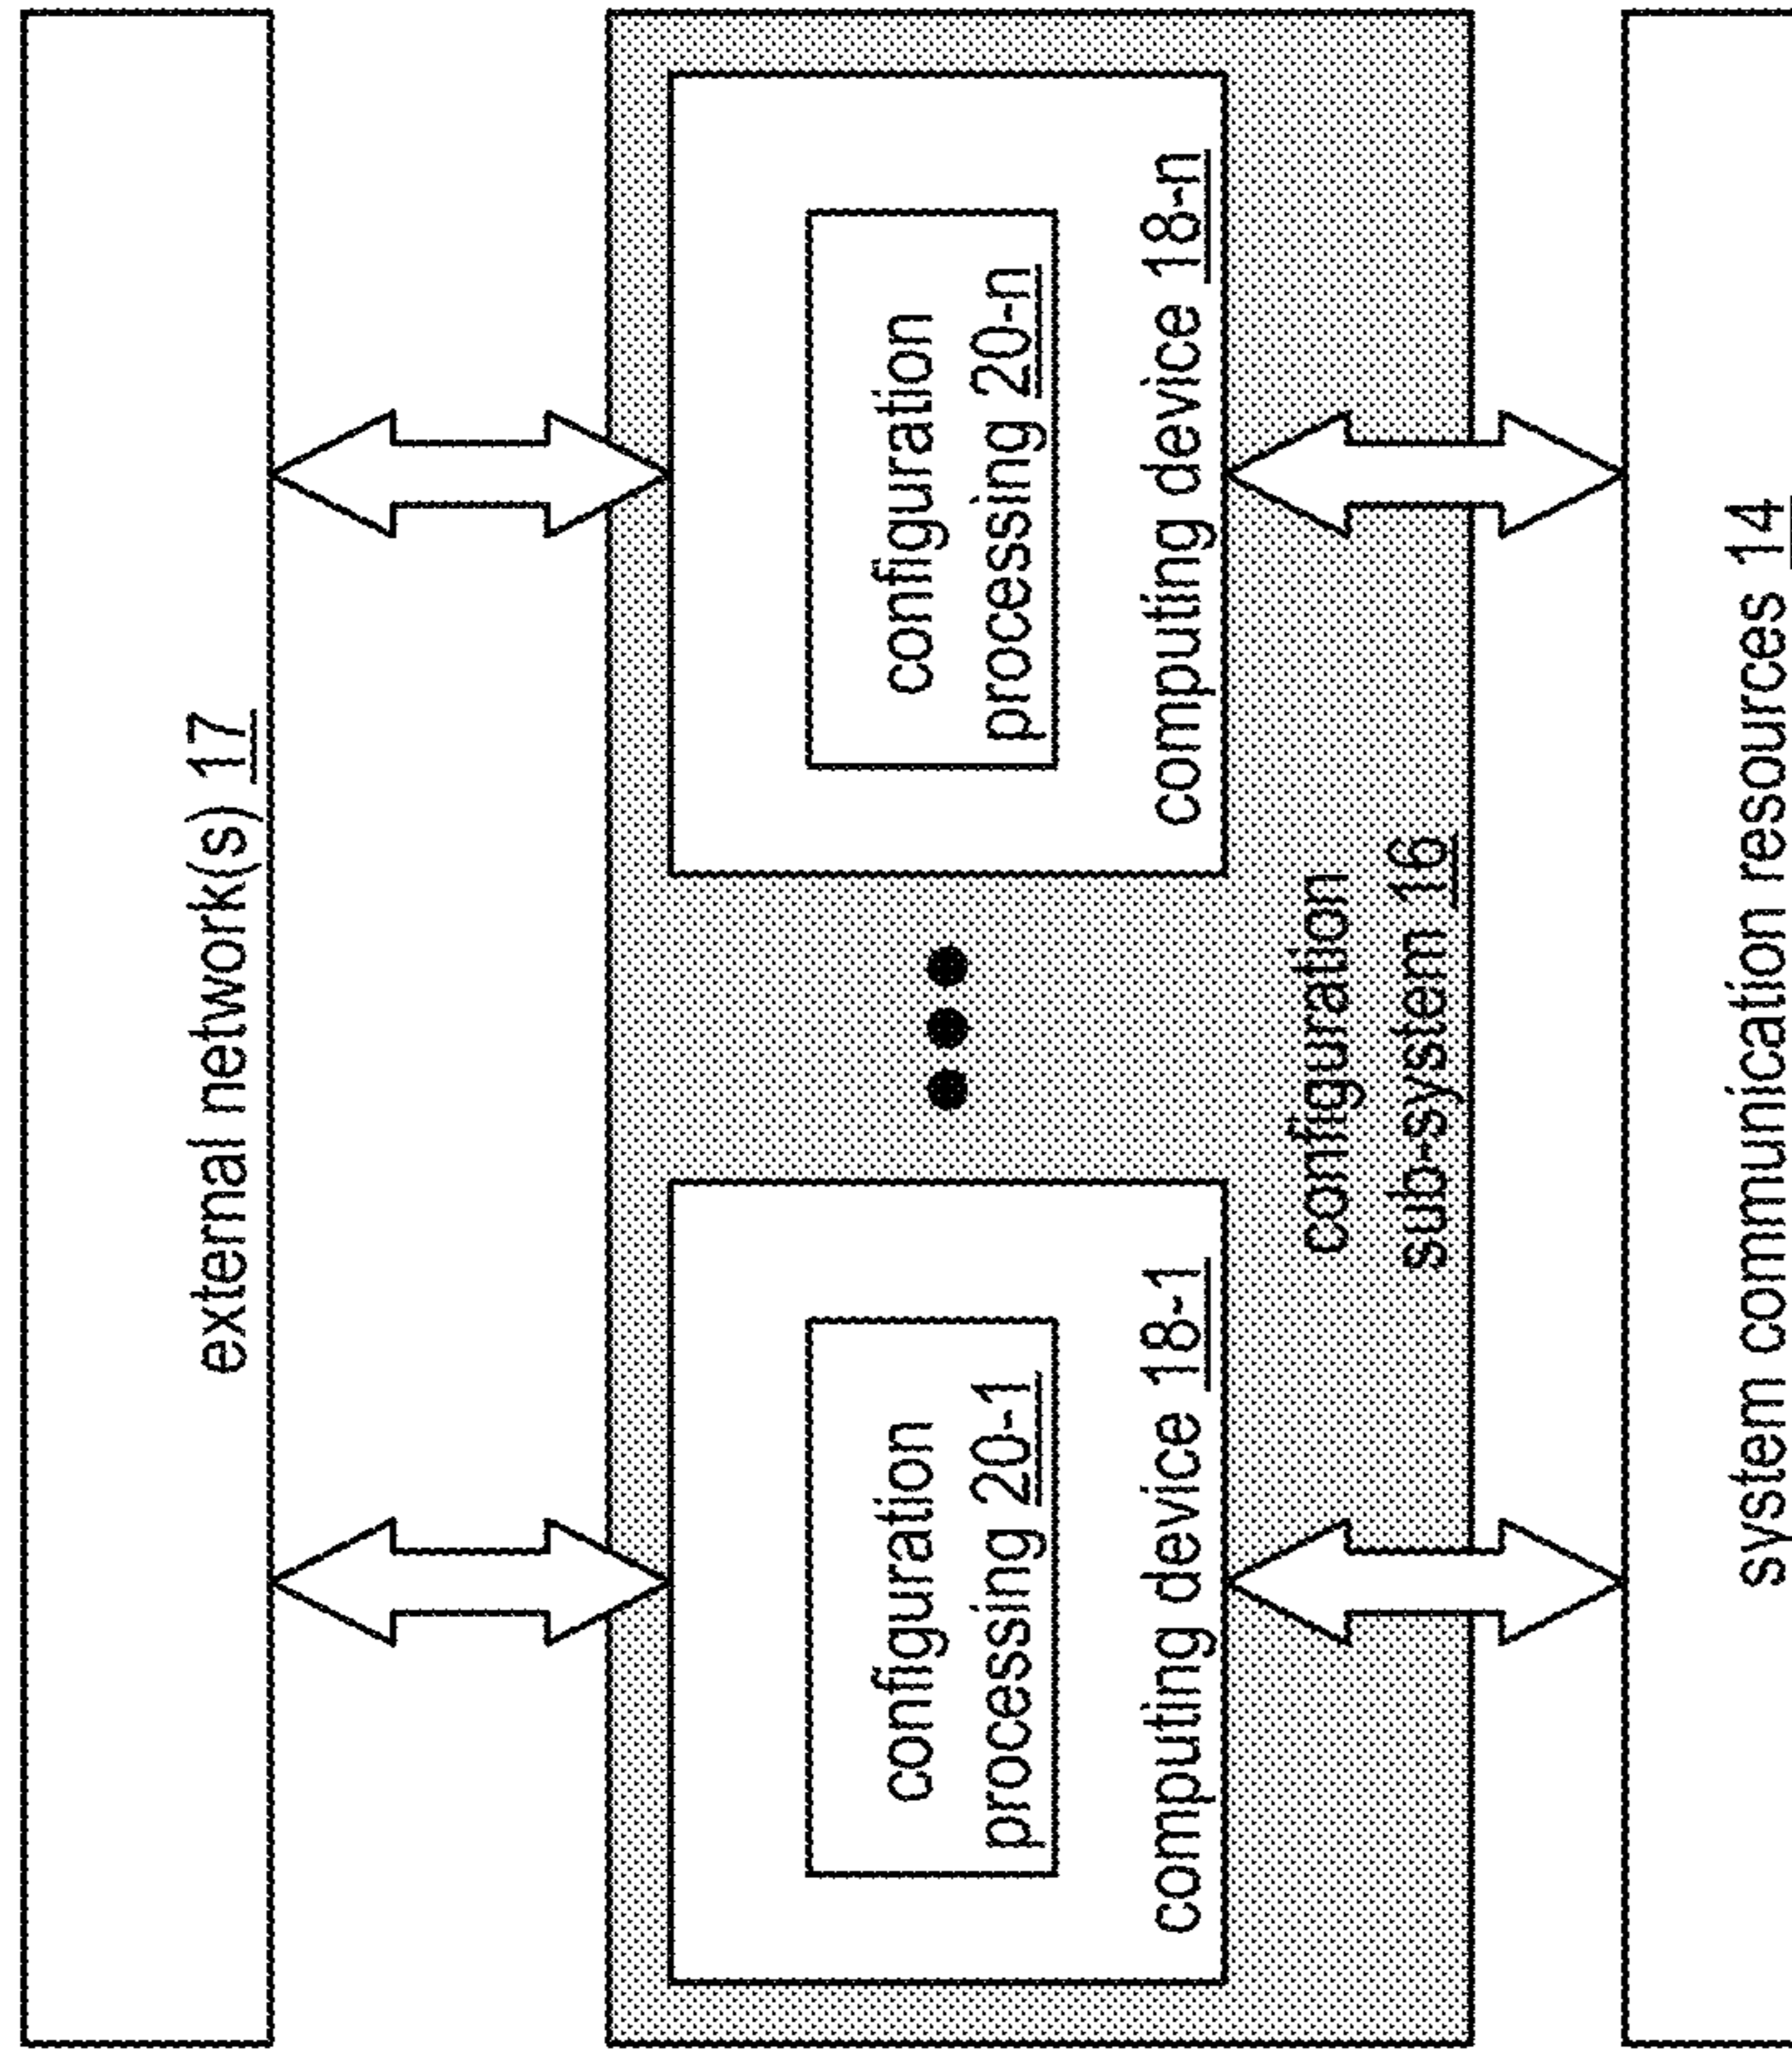 external network(s) 17
configuration
processing 20-1
computing device 18-1
configuration
processing 20-n
computing device 18-n
configuration
sub-system 16
system communication resources 14